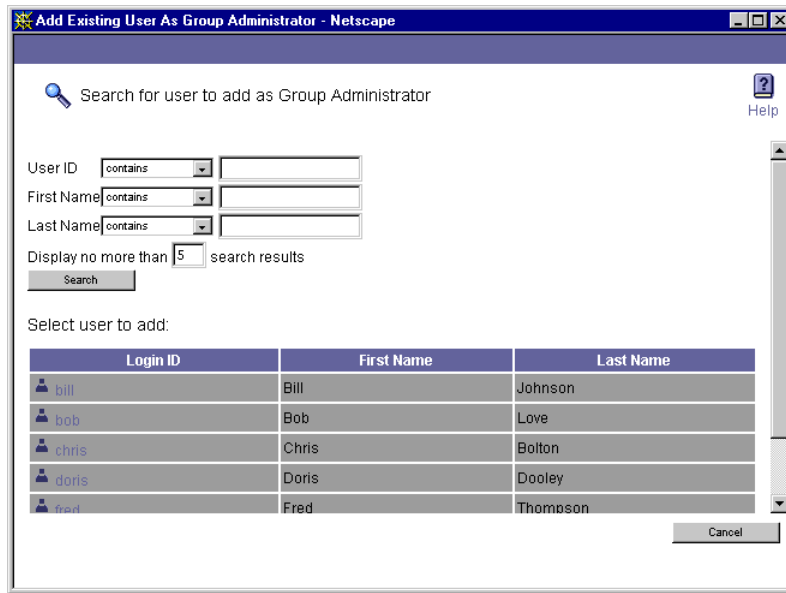 Add Existing User As Group Administrator - Netscape
Search for user to add as Group Administrator
Help
User ID contains
First Name contains
Last Name contains
Display no more than 5 search results
Search
Select user to add:
Login ID First Name Last Name
bill Bill Johnson
bob Bob Love
chris Chris Bolton
doris Doris Dooley
fred Fred Thompson
Cancel